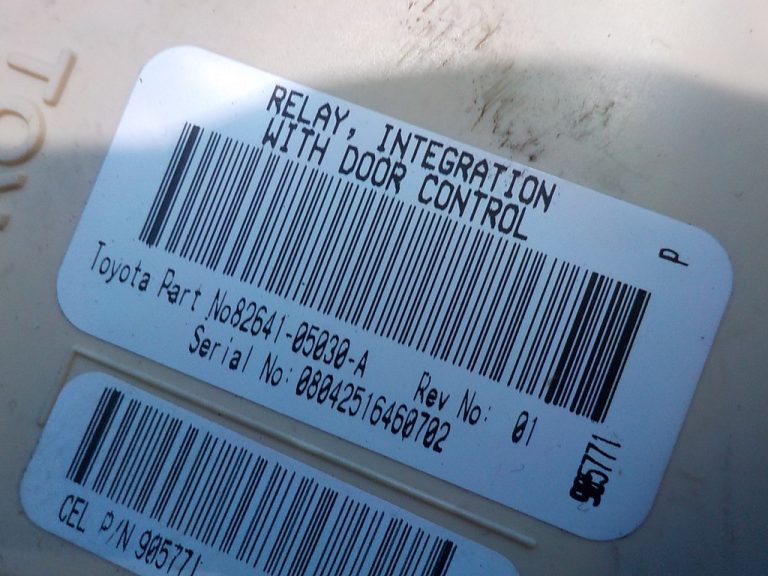 RELAY, INTEGRATION
WITH DOOR CONTROL
P
Toyota Part No82641-05030-A Rev No: 01
Serial No: 08042516460702
905771
CEL P/N 905771